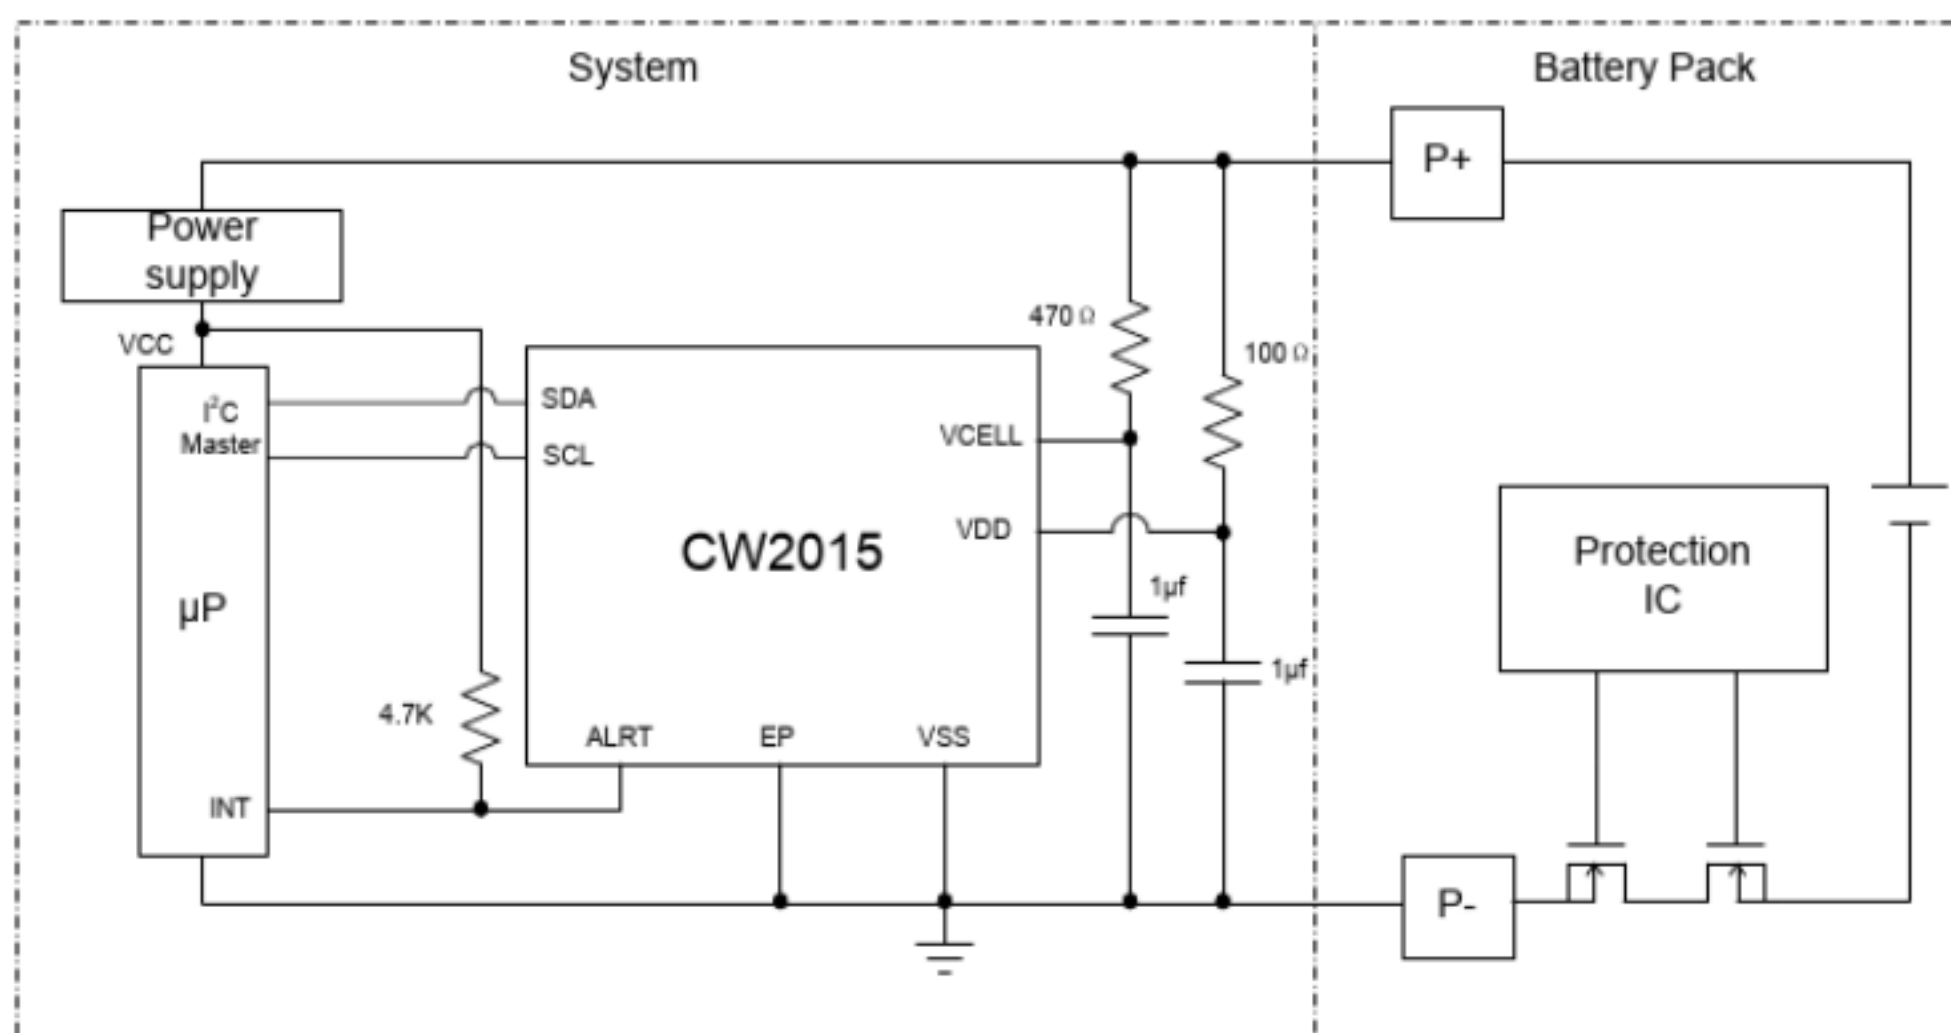 System
Battery Pack
P+
Power
supply
VCC
470 Ω
100 Ω
I²C
Master
SDA
SCL
VCELL
VDD
CW2015
µP
1µf
1µf
4.7K
ALRT
EP
VSS
INT
Protection
IC
P-